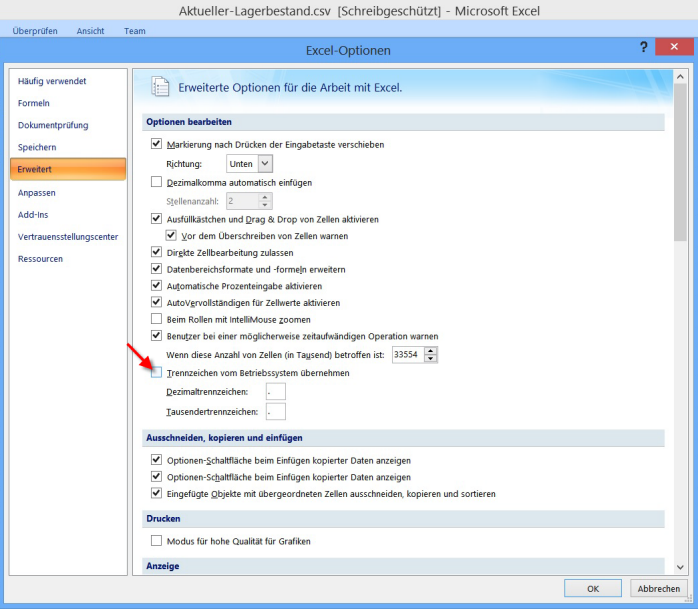 Aktueller-Lagerbestand.csv [Schreibgeschützt] - Microsoft Excel
Überprüfen Ansicht Team
Excel-Optionen ? ×
Häufig verwendet
Formeln
Dokumentprüfung
Speichern
Erweitert
Anpassen
Add-Ins
Vertrauensstellungscenter
Ressourcen
Erweiterte Optionen für die Arbeit mit Excel.
Optionen bearbeiten
Markierung nach Drücken der Eingabetaste verschieben
Richtung: Unten
Dezimalkomma automatisch einfügen
Stellenanzahl: 2
Ausfüllkästchen und Drag & Drop von Zellen aktivieren
Vor dem Überschreiben von Zellen warnen
Direkte Zellbearbeitung zulassen
Datenbereichsformate und -formeln erweitern
Automatische Prozenteingabe aktivieren
AutoVervollständigen für Zellwerte aktivieren
Beim Rollen mit IntelliMouse zoomen
Benutzer bei einer möglicherweise zeitaufwändigen Operation warnen
Wenn diese Anzahl von Zellen (in Tausend) betroffen ist: 33554
Trennzeichen vom Betriebssystem übernehmen
Dezimaltrennzeichen: .
Tausendertrennzeichen: .
Ausschneiden, kopieren und einfügen
Optionen-Schaltfläche beim Einfügen kopierter Daten anzeigen
Optionen-Schaltfläche beim Einfügen kopierter Daten anzeigen
Eingefügte Objekte mit übergeordneten Zellen ausschneiden, kopieren und sortieren
Drucken
Modus für hohe Qualität für Grafiken
Anzeige
OK Abbrechen